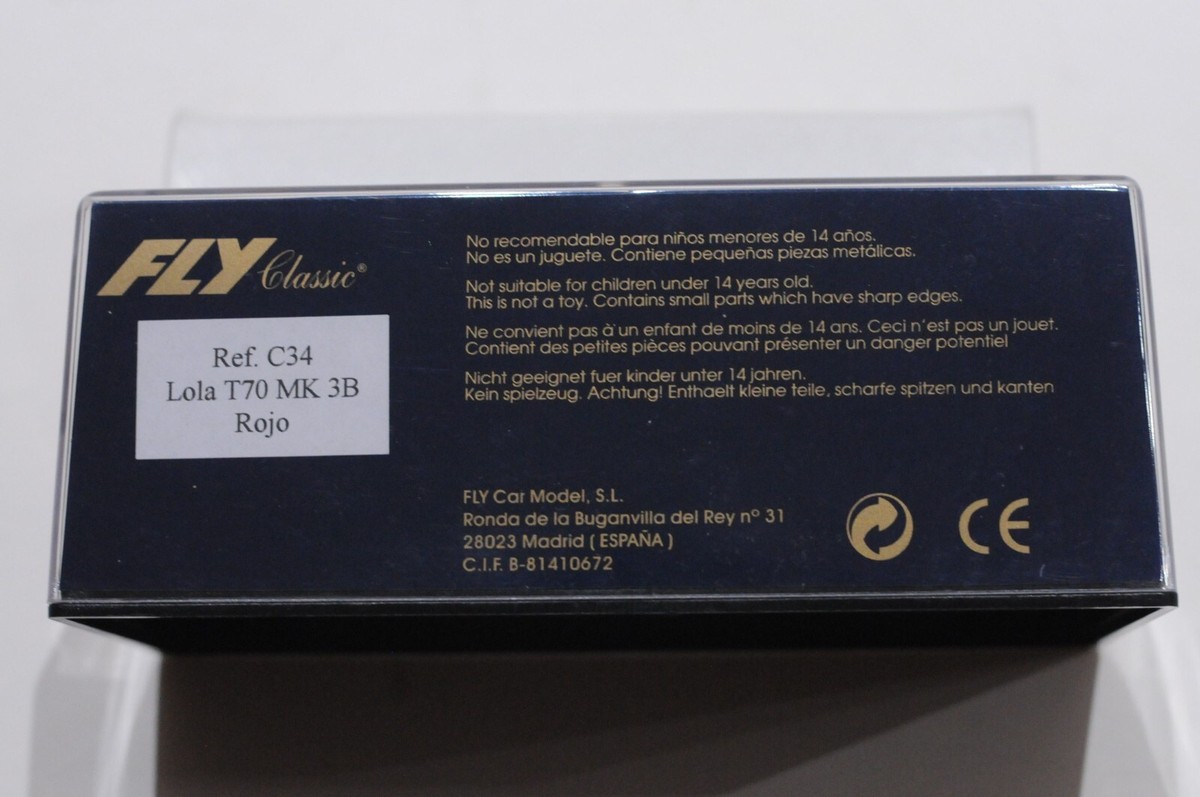 FLY Classic®
Ref. C34
Lola T70 MK 3B
Rojo
No recomendable para niños menores de 14 años.
No es un juguete. Contiene pequeñas piezas metálicas.
Not suitable for children under 14 years old.
This is not a toy. Contains small parts which have sharp edges.
Ne convient pas à un enfant de moins de 14 ans. Ceci n'est pas un jouet.
Contient des petites pièces pouvant présenter un danger potentiel
Nicht geeignet fuer kinder unter 14 jahren.
Kein spielzeug. Achtung! Enthaelt kleine teile, scharfe spitzen und kanten
FLY Car Model, S.L.
Ronda de la Buganvilla del Rey nº 31
28023 Madrid ( ESPAÑA )
C.I.F. B-81410672
CE